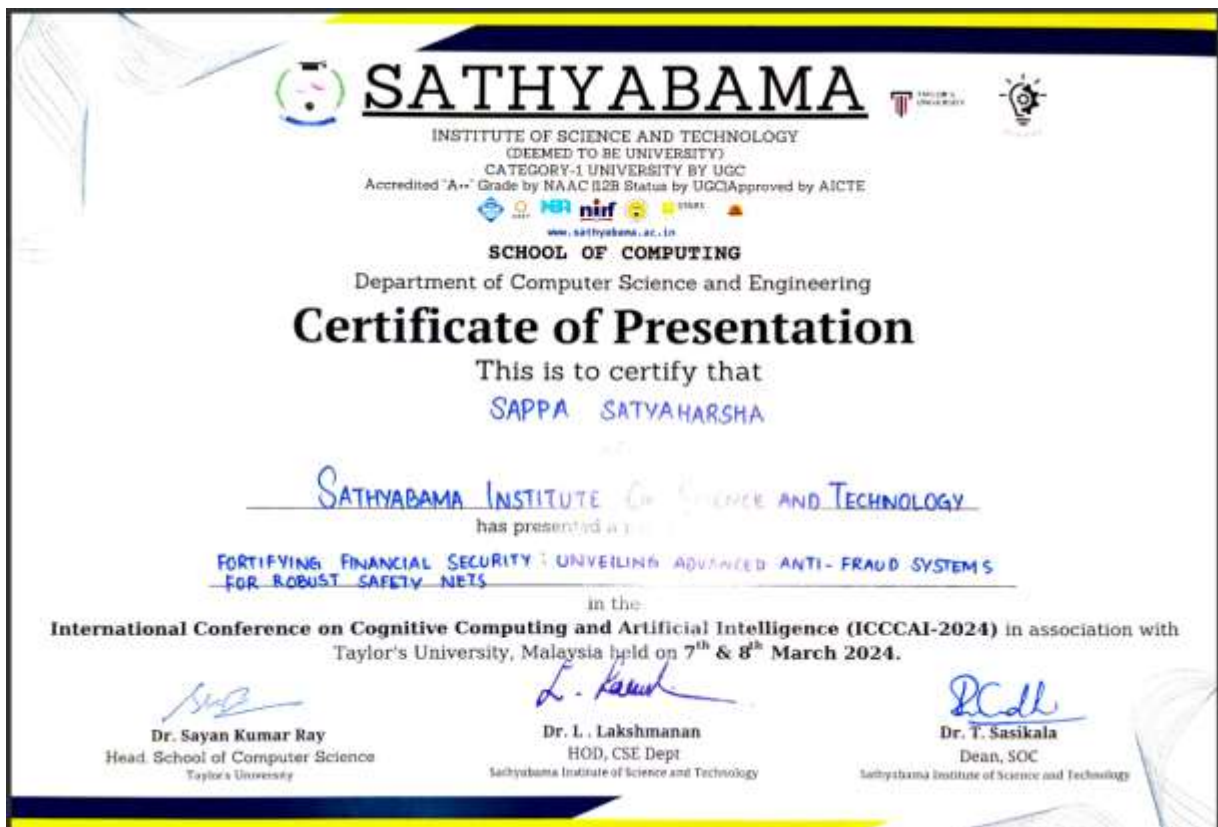 SATHYABAMA
TAYLOR'S
UNIVERSITY
INSTITUTE OF SCIENCE AND TECHNOLOGY
(DEEMED TO BE UNIVERSITY)
CATEGORY-1 UNIVERSITY BY UGC
Accredited "A++" Grade by NAAC |12B Status by UGC|Approved by AICTE
NBA nirf STARS
www.sathyabama.ac.in
SCHOOL OF COMPUTING
Department of Computer Science and Engineering
Certificate of Presentation
This is to certify that
SAPPA SATYAHARSHA
SATHYABAMA INSTITUTE OF SCIENCE AND TECHNOLOGY
has presented a
FORTIFYING FINANCIAL SECURITY : UNVEILING ADVANCED ANTI-FRAUD SYSTEMS
FOR ROBUST SAFETY NETS
in the
International Conference on Cognitive Computing and Artificial Intelligence (ICCCAI-2024) in association with
Taylor's University, Malaysia held on 7th & 8th March 2024.
Dr. Sayan Kumar Ray
Head School of Computer Science
Taylor's University
Dr. L . Lakshmanan
HOD, CSE Dept
Sathyabama Institute of Science and Technology
Dr. T. Sasikala
Dean, SOC
Sathyabama Institute of Science and Technology